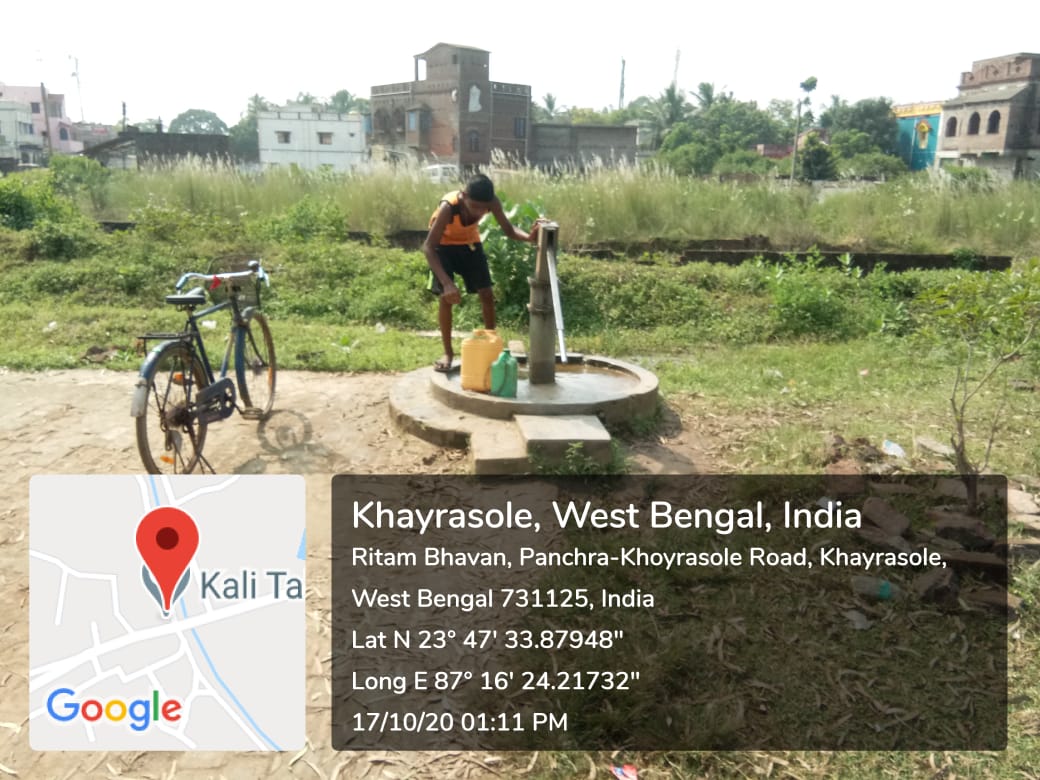 Kali Ta
Google
Khayrasole, West Bengal, India
Ritam Bhavan, Panchra-Khoyrasole Road, Khayrasole,
West Bengal 731125, India
Lat N 23° 47' 33.87948"
Long E 87° 16' 24.21732"
17/10/20 01:11 PM